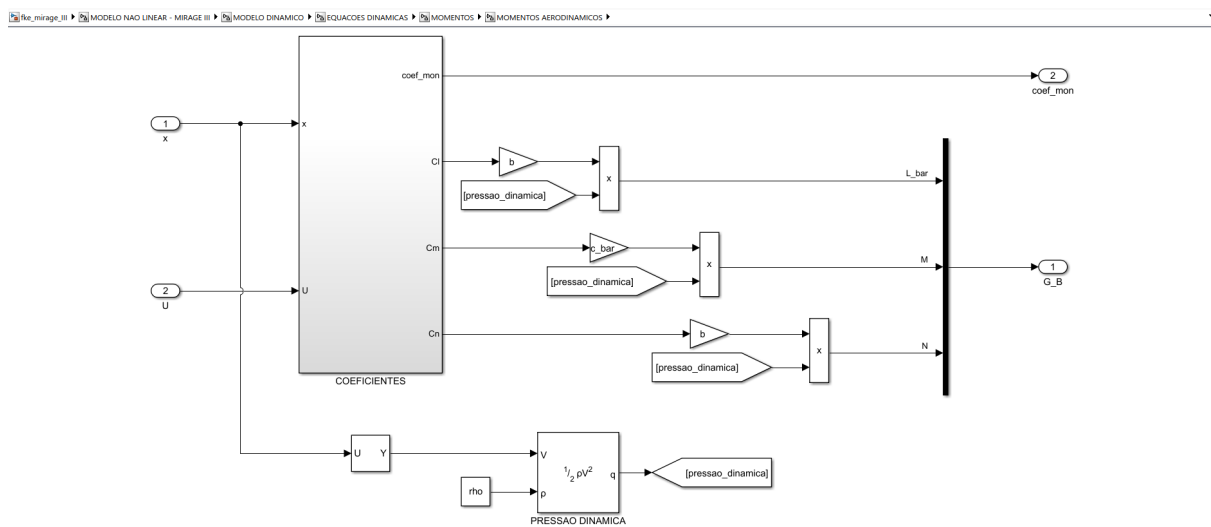 fke_mirage_III ▶ MODELO NAO LINEAR - MIRAGE III ▶ MODELO DINAMICO ▶ EQUACOES DINAMICAS ▶ MOMENTOS ▶ MOMENTOS AERODINAMICOS ▶
coef_mon
2
coef_mon
1
x
x
Cl
b
x
L_bar
[pressao_dinamica]
Cm
c_bar
x
M
1
G_B
[pressao_dinamica]
2
U
U
Cn
b
x
N
[pressao_dinamica]
COEFICIENTES
U Y
V
1/2 ρV²
q
[pressao_dinamica]
rho
ρ
PRESSAO DINAMICA